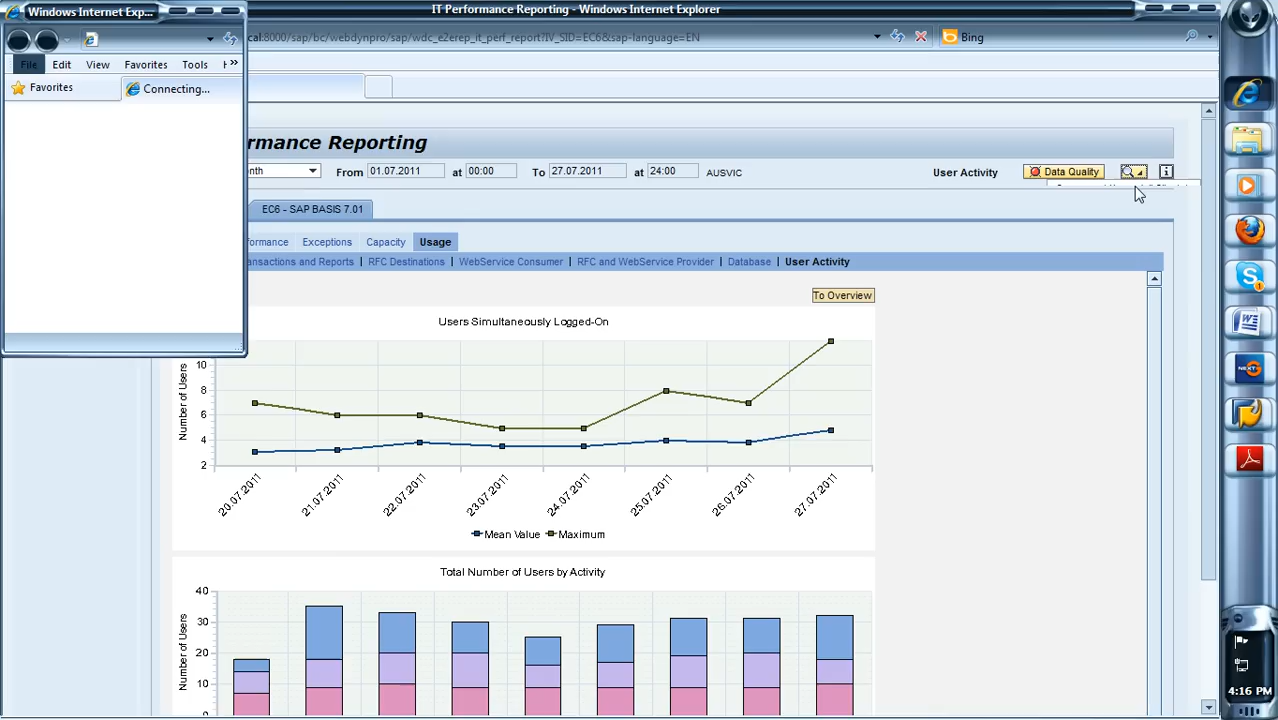 IT Performance Reporting - Windows Internet Explorer
Windows Internet Exp...
cal:8000/sap/bc/webdynpro/sap/wdc_e2erep_it_perf_report?IV_SID=EC6&sap-language=EN
Bing
File Edit View Favorites Tools H »
Favorites
Connecting...
rmance Reporting
onth
From 01.07.2011 at 00:00 To 27.07.2011 at 24:00 AUSVIC
User Activity
Data Quality
EC6 - SAP BASIS 7.01
formance Exceptions Capacity Usage
ansactions and Reports | RFC Destinations | WebService Consumer | RFC and WebService Provider | Database | User Activity
To Overview
Users Simultaneously Logged-On
Number of Users
10
8
6
4
2
20.07.2011 21.07.2011 22.07.2011 23.07.2011 24.07.2011 25.07.2011 26.07.2011 27.07.2011
Mean Value Maximum
Total Number of Users by Activity
Number of Users
40
30
20
10
0
4:16 PM